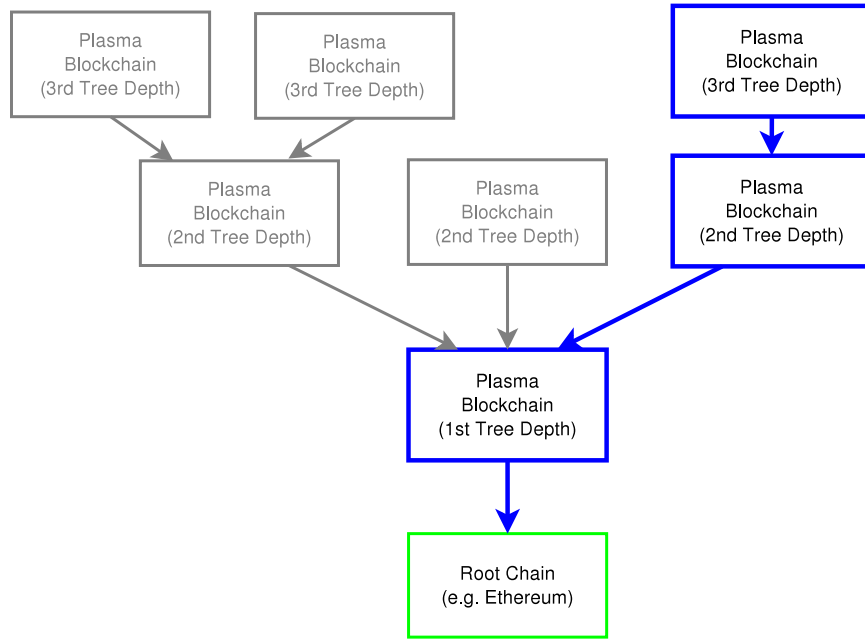 Plasma
Blockchain
(3rd Tree Depth)
Plasma
Blockchain
(3rd Tree Depth)
Plasma
Blockchain
(3rd Tree Depth)
Plasma
Blockchain
(2nd Tree Depth)
Plasma
Blockchain
(2nd Tree Depth)
Plasma
Blockchain
(2nd Tree Depth)
Plasma
Blockchain
(1st Tree Depth)
Root Chain
(e.g. Ethereum)